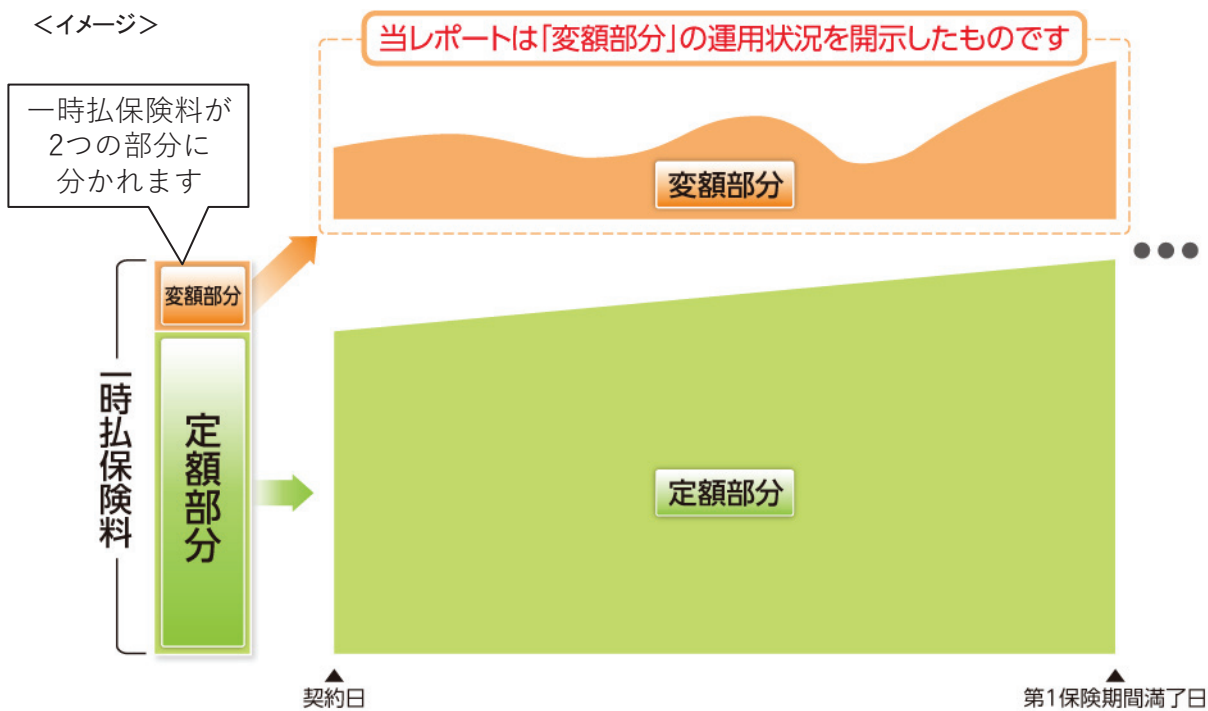 <イメージ>
当レポートは「変額部分」の運用状況を開示したものです
一時払保険料が
2つの部分に
分かれます
変額部分
変額部分
一時払保険料
定額部分
定額部分
契約日
第1保険期間満了日